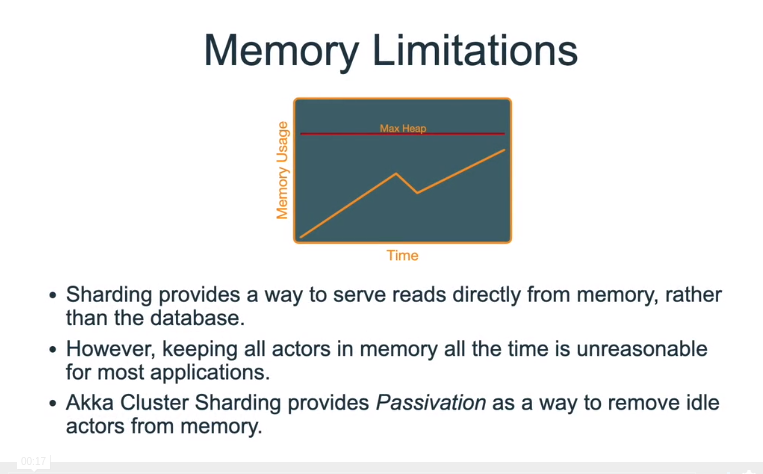 Memory Limitations
Max Heap
Memory Usage
Time
• Sharding provides a way to serve reads directly from memory, rather
than the database.
• However, keeping all actors in memory all the time is unreasonable
for most applications.
• Akka Cluster Sharding provides Passivation as a way to remove idle
actors from memory.
00:17